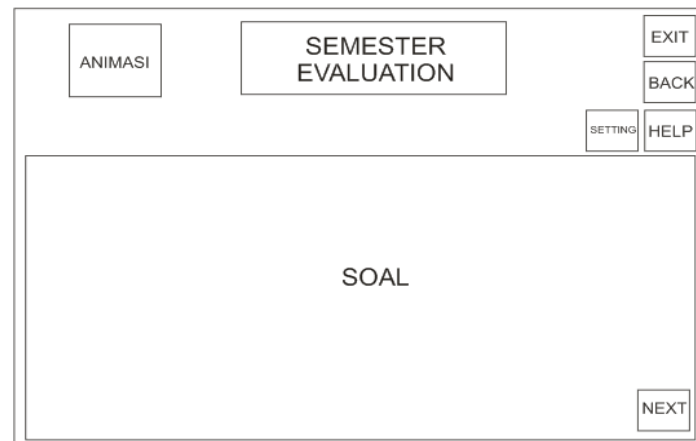 ANIMASI
SEMESTER
EVALUATION
EXIT
BACK
SETTING
HELP
SOAL
NEXT